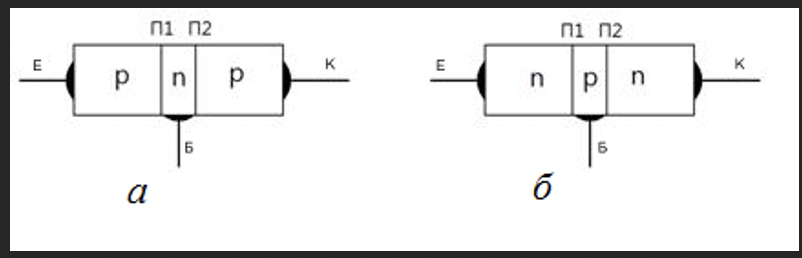 П1 П2
Е р n р К
Б
а
П1 П2
Е n р n К
Б
б